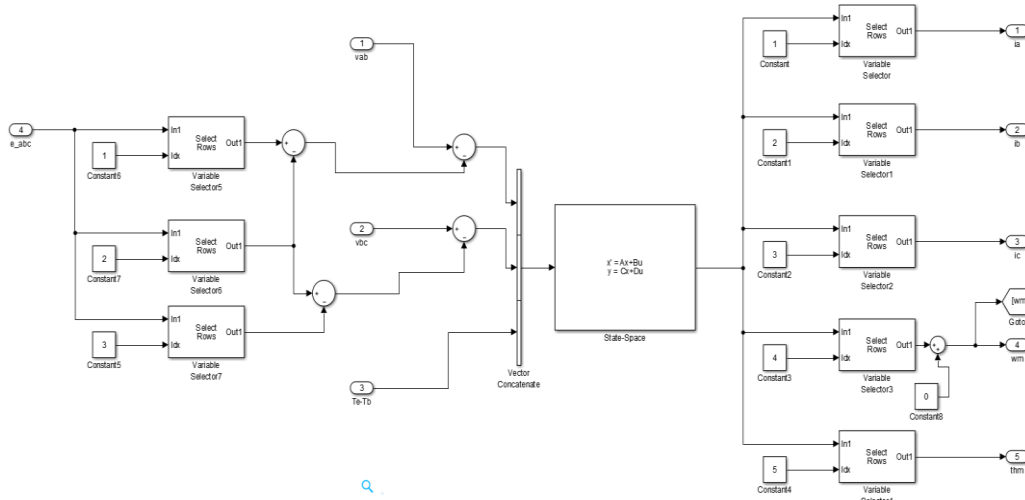 4
e_abc
In1
Idx
Select
Rows
Out1
Variable
Selector5
1
Constant6
In1
Idx
Select
Rows
Out1
Variable
Selector6
2
Constant7
In1
Idx
Select
Rows
Out1
Variable
Selector7
3
Constant5
+
−
+
−
1
vab
+
−
2
vbc
+
−
3
Te-Tb
Vector
Concatenate
x' = Ax+Bu
y = Cx+Du
State-Space
In1
Idx
Select
Rows
Out1
Variable
Selector
1
Constant
1
ia
In1
Idx
Select
Rows
Out1
Variable
Selector1
2
Constant1
2
ib
In1
Idx
Select
Rows
Out1
Variable
Selector2
3
Constant2
3
ic
In1
Idx
Select
Rows
Out1
Variable
Selector3
4
Constant3
+
+
0
Constant8
[wm
Goto
4
wm
In1
Idx
Select
Rows
Out1
Variable
5
Constant4
5
thm